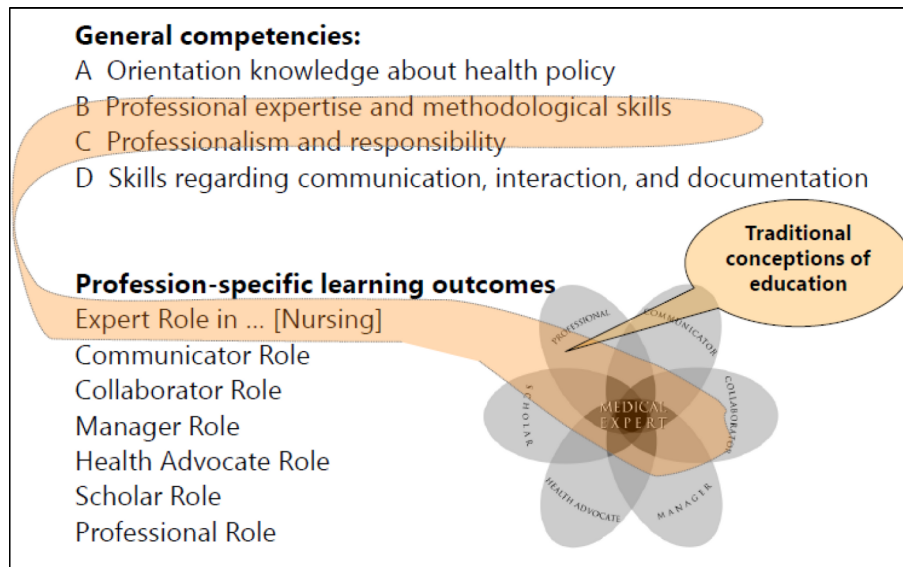 General competencies:
A Orientation knowledge about health policy
B Professional expertise and methodological skills
C Professionalism and responsibility
D Skills regarding communication, interaction, and documentation
Traditional
conceptions of
education
Profession-specific learning outcomes
Expert Role in ... [Nursing]
Communicator Role
Collaborator Role
Manager Role
Health Advocate Role
Scholar Role
Professional Role
PROFESSIONAL
COMMUNICATOR
SCHOLAR
MEDICAL
EXPERT
COLLABORATOR
HEALTH ADVOCATE
MANAGER